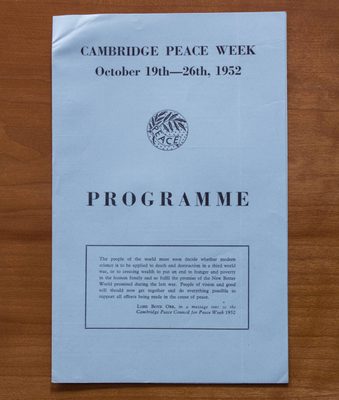 CAMBRIDGE PEACE WEEK
October 19th—26th, 1952
PEACE
PROGRAMME
The people of the world must soon decide whether modern
science is to be applied to death and destruction in a third world
war, or to creating wealth to put an end to hunger and poverty
in the human family and so fulfil the promise of the New Better
World promised during the last war. People of vision and good
will should now get together and do everything possible to
support all efforts being made in the cause of peace.
Lord Boyd Orr, in a message sent to the
Cambridge Peace Council for Peace Week 1952